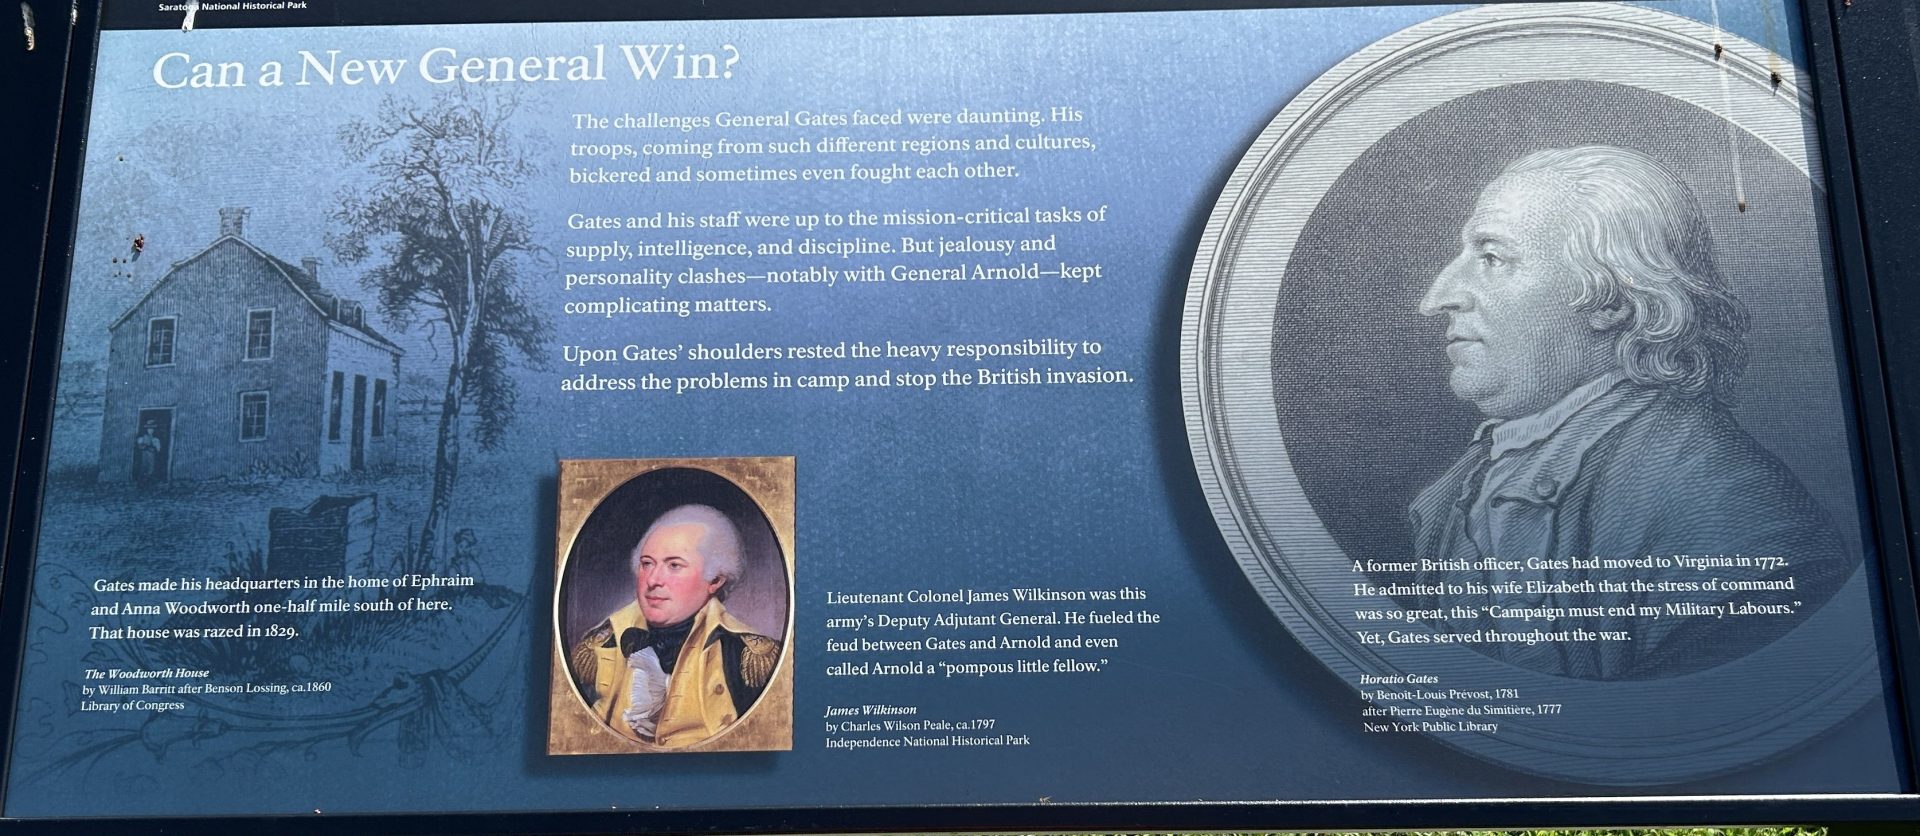 Saratoga National Historical Park
Can a New General Win?
The challenges General Gates faced were daunting. His
troops, coming from such different regions and cultures,
bickered and sometimes even fought each other.
Gates and his staff were up to the mission-critical tasks of
supply, intelligence, and discipline. But jealousy and
personality clashes—notably with General Arnold—kept
complicating matters.
Upon Gates’ shoulders rested the heavy responsibility to
address the problems in camp and stop the British invasion.
Gates made his headquarters in the home of Ephraim
and Anna Woodworth one-half mile south of here.
That house was razed in 1829.
The Woodworth House
by William Barritt after Benson Lossing, ca.1860
Library of Congress
Lieutenant Colonel James Wilkinson was this
army’s Deputy Adjutant General. He fueled the
feud between Gates and Arnold and even
called Arnold a “pompous little fellow.”
James Wilkinson
by Charles Wilson Peale, ca.1797
Independence National Historical Park
A former British officer, Gates had moved to Virginia in 1772.
He admitted to his wife Elizabeth that the stress of command
was so great, this “Campaign must end my Military Labours.”
Yet, Gates served throughout the war.
Horatio Gates
by Benoit-Louis Prévost, 1781
after Pierre Eugène du Simitière, 1777
New York Public Library